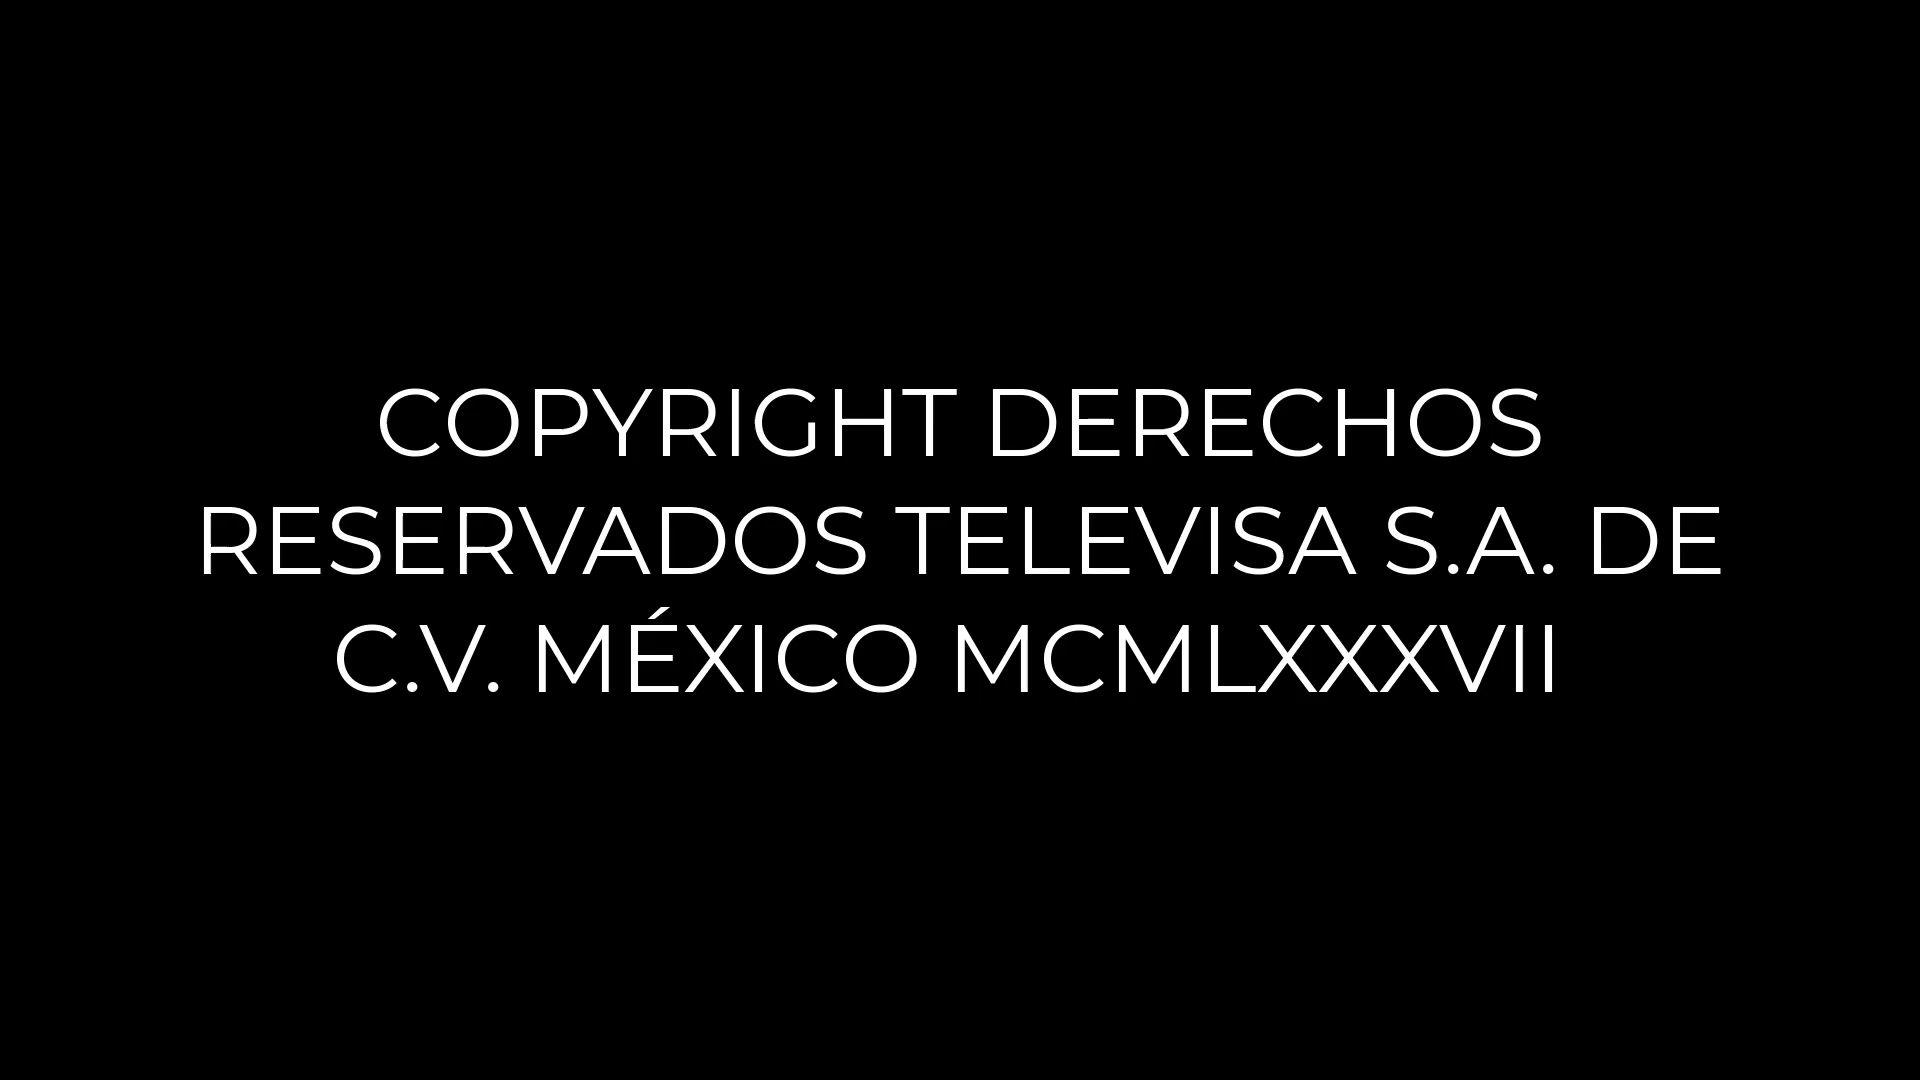 COPYRIGHT DERECHOS
RESERVADOS TELEVISA S.A. DE
C.V. MÉXICO MCMLXXXVII